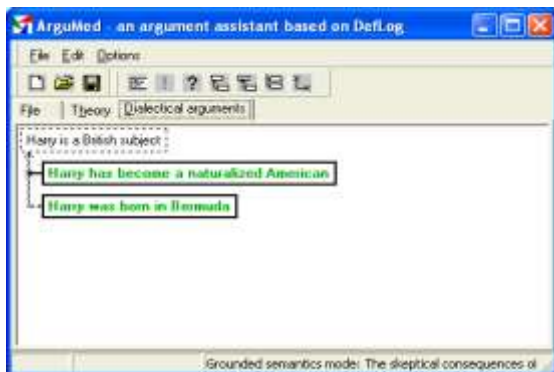 ArguMed - an argument assistant based on DefLog
File Edit Options
File Theory Dialectical arguments
Harry is a British subject
Harry has become a naturalized American
Harry was born in Bermuda
Grounded semantics mode: The skeptical consequences of